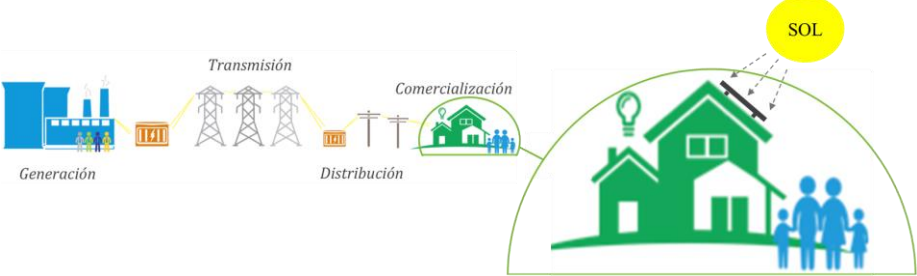 SOL
Transmisión
Comercialización
Generación
Distribución